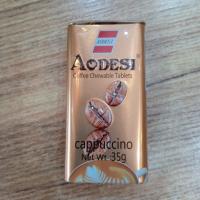 AODESI
AODESI
Coffee Chewable Tablets
cappuccino
Net Wt. 35g